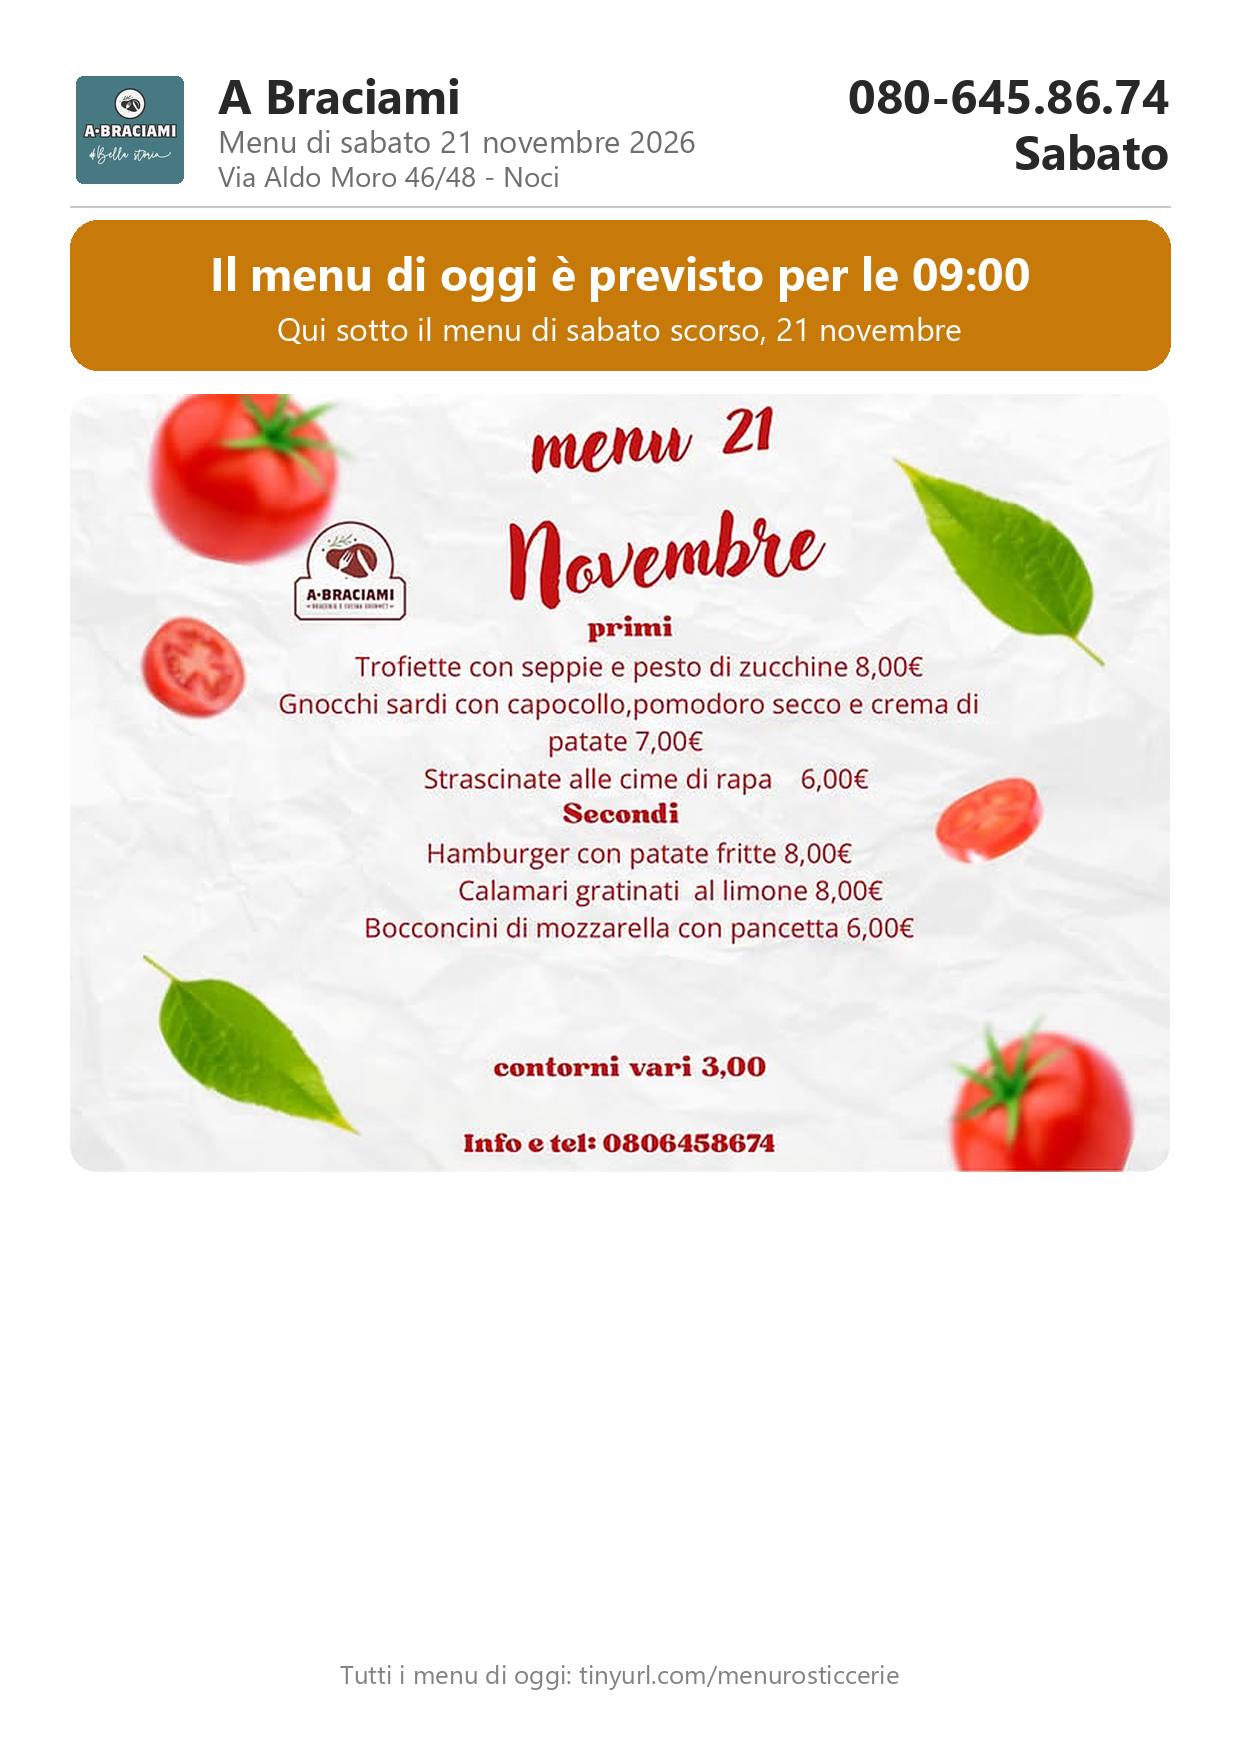 A-BRACIAMI
#Bella storia
A Braciami
Menu di sabato 21 novembre 2026
Via Aldo Moro 46/48 - Noci
080-645.86.74
Sabato
Il menu di oggi è previsto per le 09:00
Qui sotto il menu di sabato scorso, 21 novembre
menu 21
Novembre
A-BRACIAMI
BRACERIA E CUCINA GOURMET
primi
Trofiette con seppie e pesto di zucchine 8,00€
Gnocchi sardi con capocollo,pomodoro secco e crema di
patate 7,00€
Strascinate alle cime di rapa 6,00€
Secondi
Hamburger con patate fritte 8,00€
Calamari gratinati al limone 8,00€
Bocconcini di mozzarella con pancetta 6,00€
contorni vari 3,00
Info e tel: 0806458674
Tutti i menu di oggi: tinyurl.com/menurosticcerie